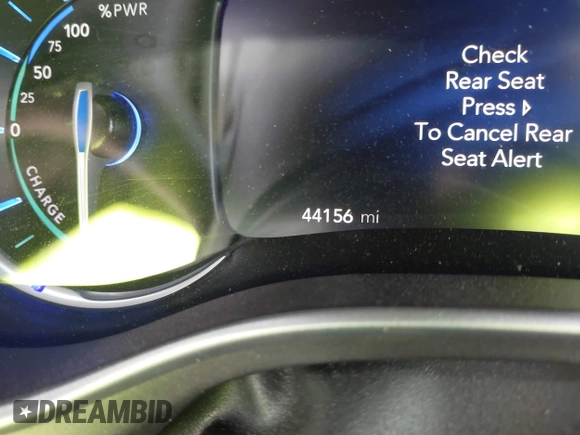 %PWR
100
75
50
25
0
CHARGE
Check
Rear Seat
Press
To Cancel Rear
Seat Alert
44156 mi
DREAMBID